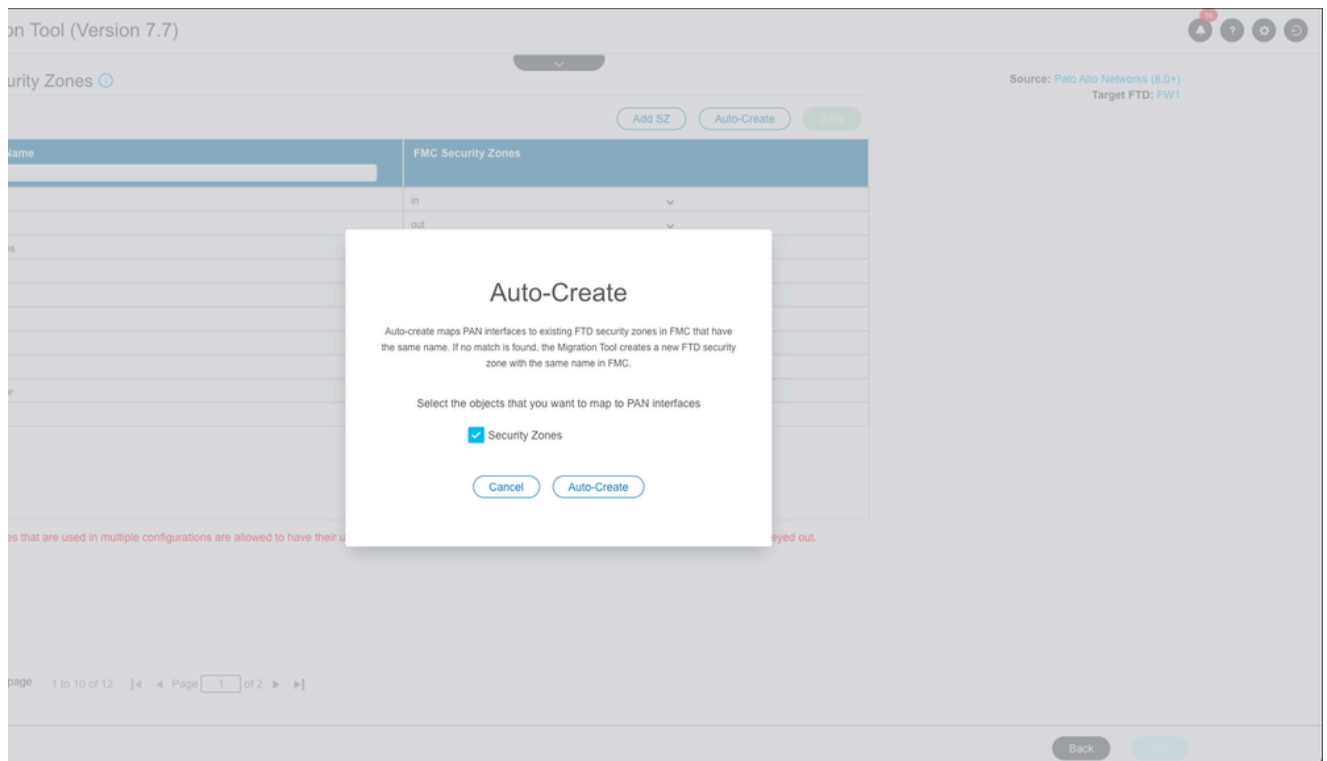 on Tool (Version 7.7)
16
urity Zones
Source: Palo Alto Networks (8.0+)
Target FTD: FW1
Add SZ
Auto-Create
Save
Name
FMC Security Zones
in
out
es
Auto-Create
Auto-create maps PAN interfaces to existing FTD security zones in FMC that have
the same name. If no match is found, the Migration Tool creates a new FTD security
zone with the same name in FMC.
Select the objects that you want to map to PAN interfaces
Security Zones
Cancel
Auto-Create
es that are used in multiple configurations are allowed to have their u
eyed out.
page 1 to 10 of 12 Page 1 of 2
Back